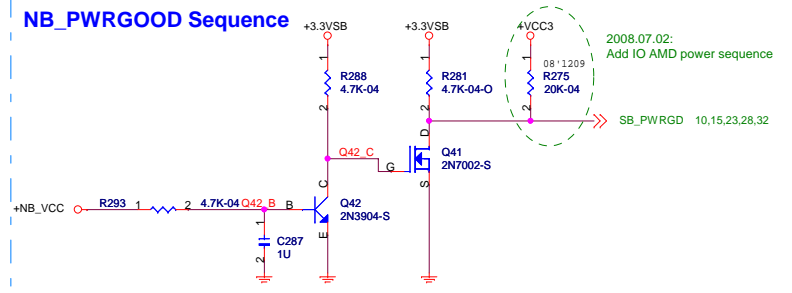 NB_PWRGOOD Sequence
+3.3VSB
+3.3VSB
+VCC3
2008.07.02:
Add IO AMD power sequence
1
1
1
08'1209
R288
4.7K-04
R281
4.7K-04-O
R275
20K-04
2
2
2
SB_PWRGD 10,15,23,28,32
D
Q42_C
G
Q41
2N7002-S
S
C
+NB_VCC
R293
1
2
4.7K-04
Q42_B
B
Q42
2N3904-S
E
1
C287
1U
2